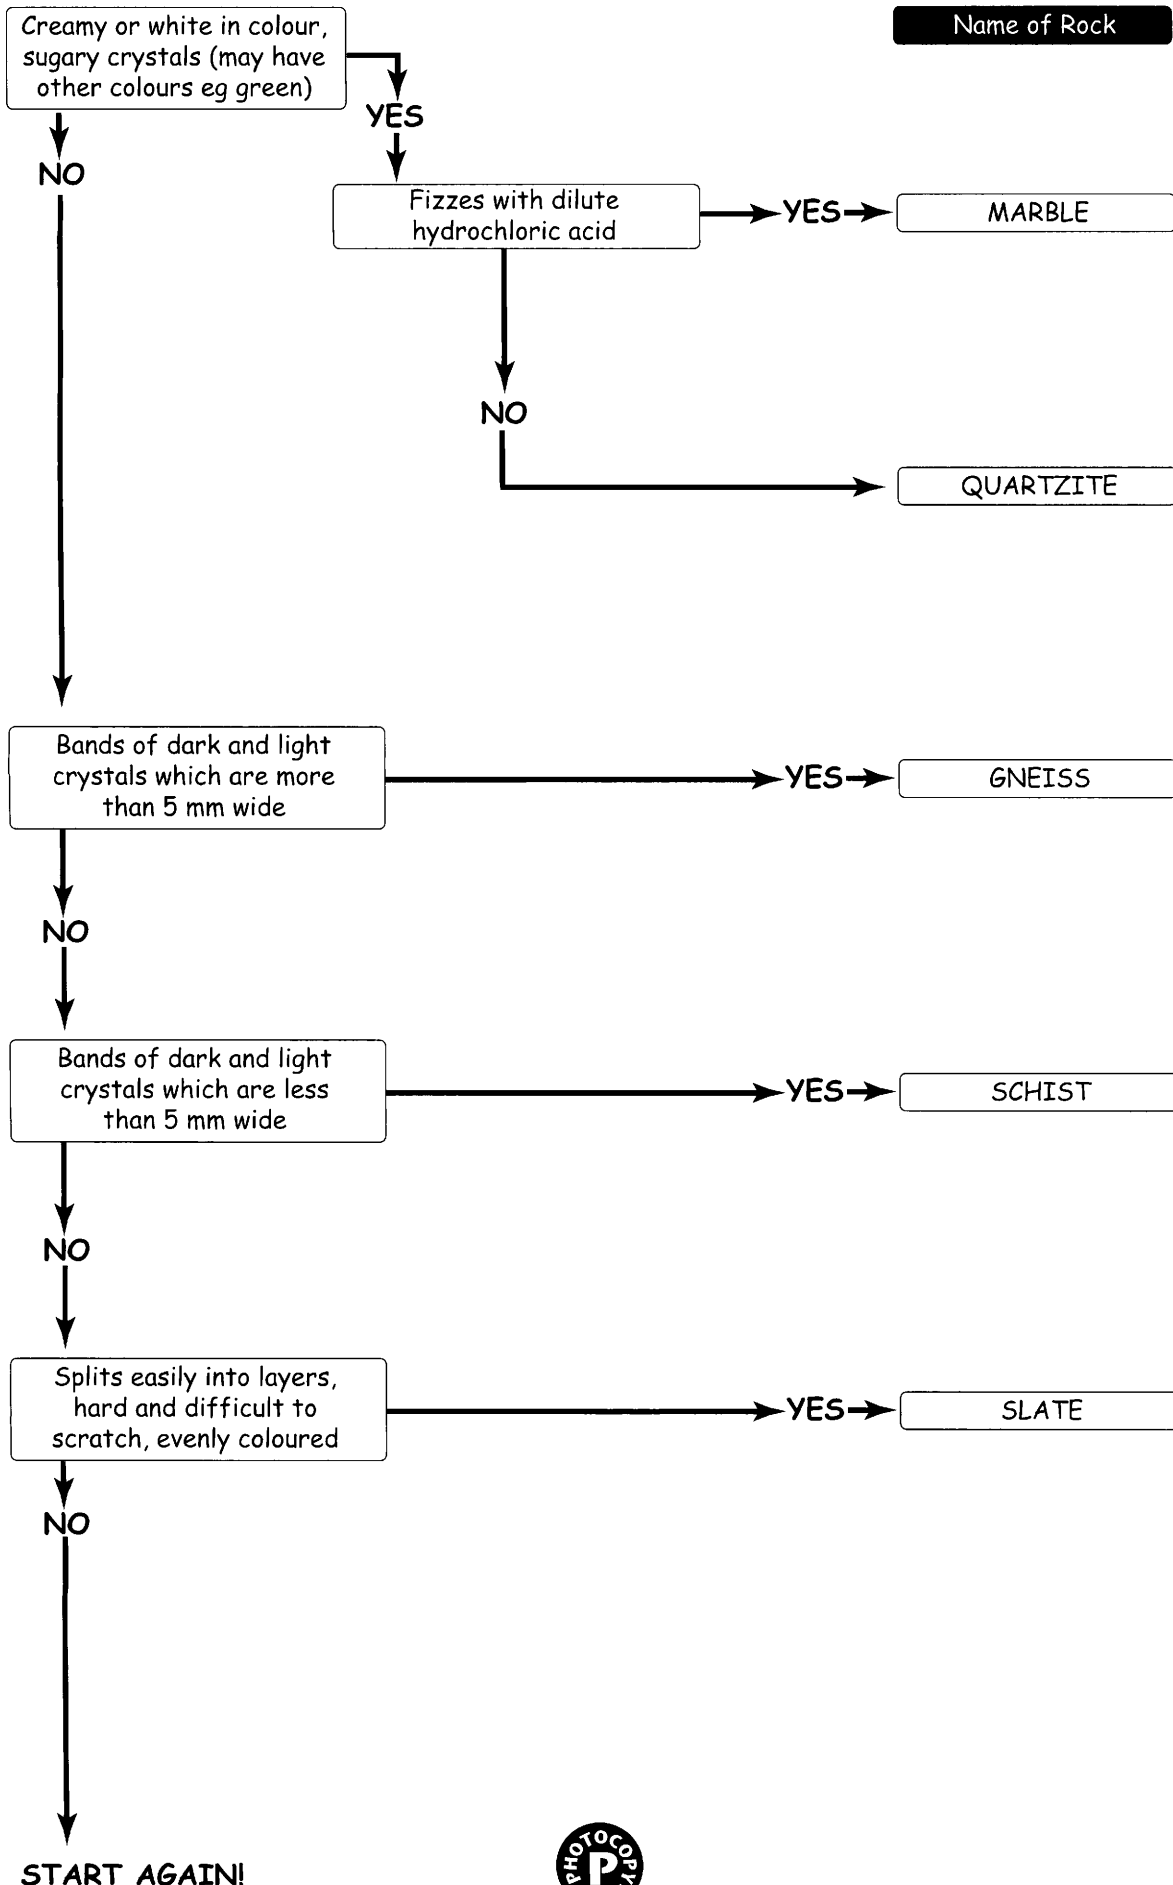 Creamy or white in colour,
sugary crystals (may have
other colours eg green)
Name of Rock
YES
NO
Fizzes with dilute
hydrochloric acid
YES
MARBLE
NO
QUARTZITE
Bands of dark and light
crystals which are more
than 5 mm wide
YES
GNEISS
NO
Bands of dark and light
crystals which are less
than 5 mm wide
YES
SCHIST
NO
Splits easily into layers,
hard and difficult to
scratch, evenly coloured
YES
SLATE
NO
START AGAIN!
PHOTOCOPY
P